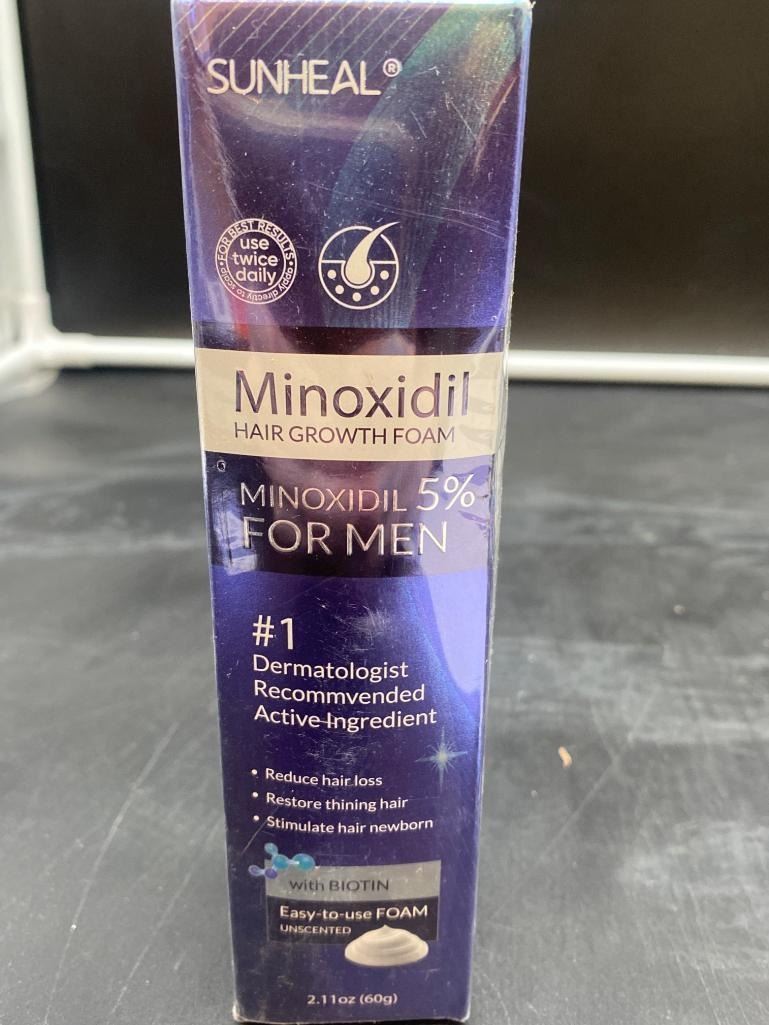 SUNHEAL®
FOR BEST RESULTS
use
twice
daily
apply directly to scalp
Minoxidil
HAIR GROWTH FOAM
MINOXIDIL 5%
FOR MEN
#1
Dermatologist
Recommvended
Active Ingredient
• Reduce hair loss
• Restore thining hair
• Stimulate hair newborn
with BIOTIN
Easy-to-use FOAM
UNSCENTED
2.11oz (60g)